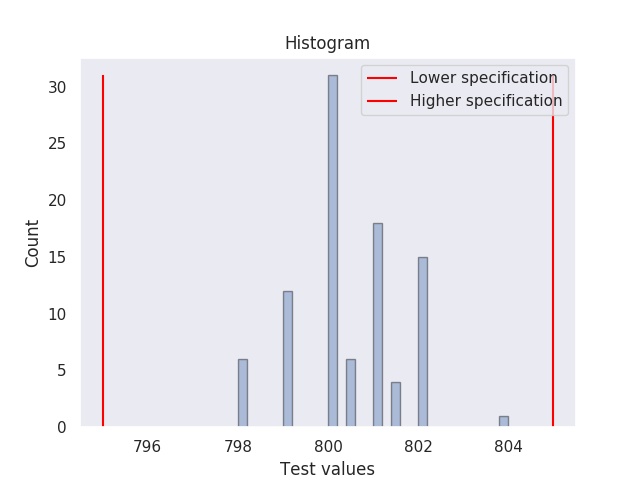 Histogram
Lower specification
Higher specification
30
25
20
15
10
5
0
Count
796 798 800 802 804
Test values